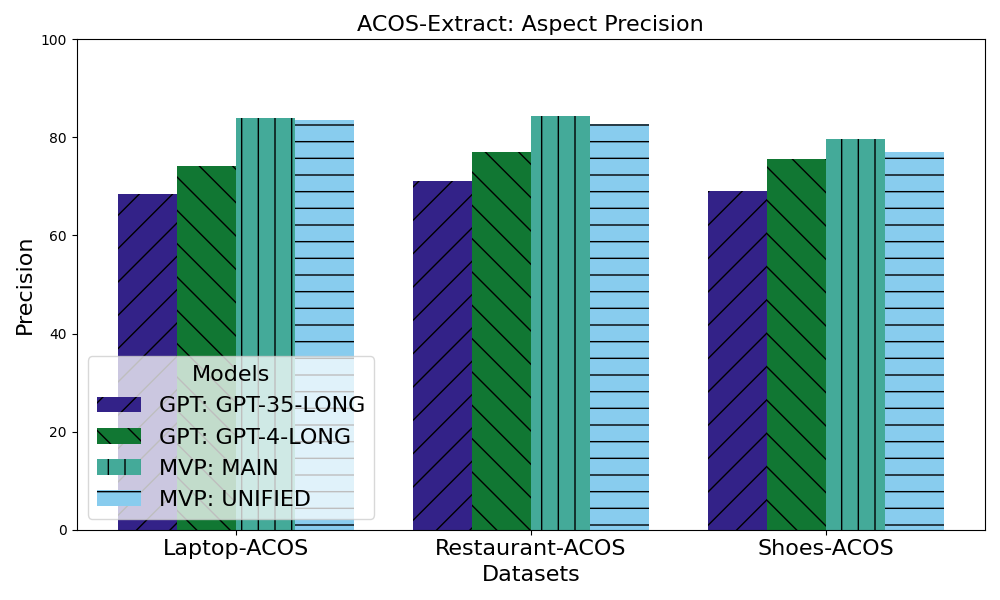 ACOS-Extract: Aspect Precision
100
80
60
40
20
0
Precision
Models
GPT: GPT-35-LONG
GPT: GPT-4-LONG
MVP: MAIN
MVP: UNIFIED
Laptop-ACOS
Restaurant-ACOS
Shoes-ACOS
Datasets